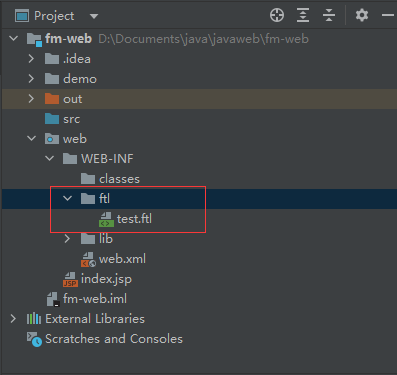 Project
fm-web D:\Documents\java\javaweb\fm-web
.idea
demo
out
src
web
WEB-INF
classes
ftl
test.ftl
lib
web.xml
index.jsp
fm-web.iml
External Libraries
Scratches and Consoles